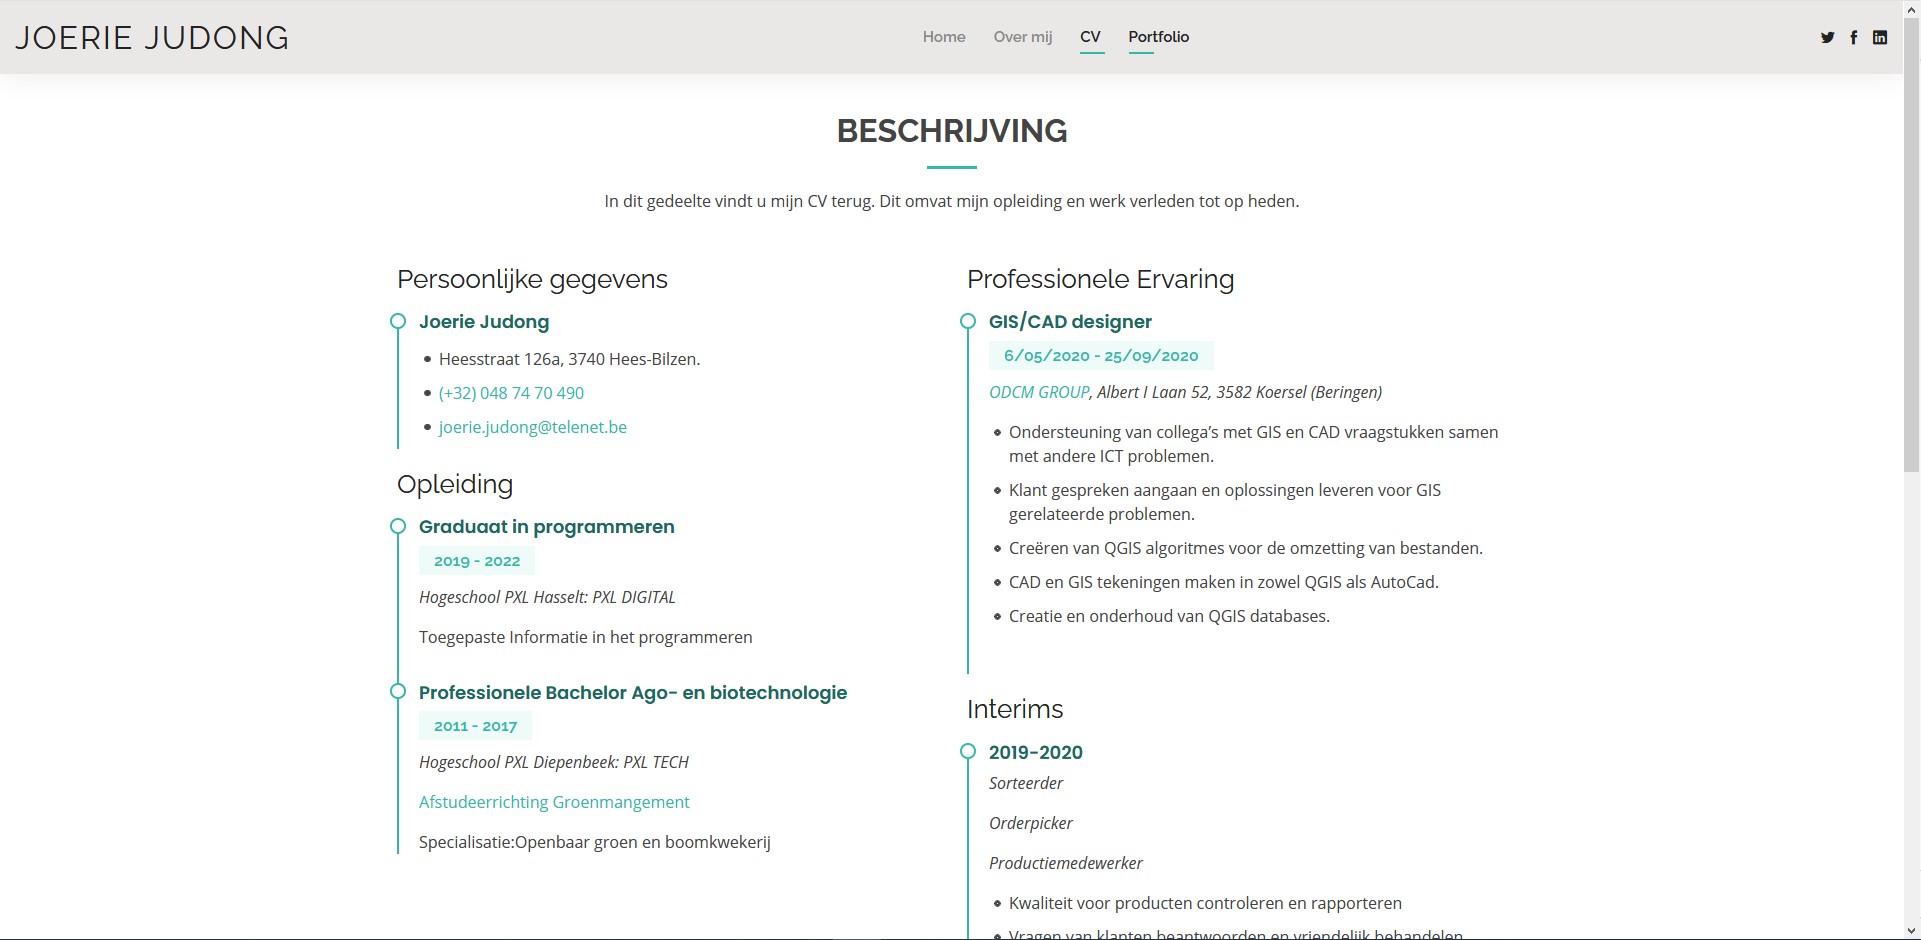 JOERIE JUDONG
Home Over mij CV Portfolio
BESCHRIJVING
In dit gedeelte vindt u mijn CV terug. Dit omvat mijn opleiding en werk verleden tot op heden.
Persoonlijke gegevens
Joerie Judong
Heesstraat 126a, 3740 Hees-Bilzen.
(+32) 048 74 70 490
joerie.judong@telenet.be
Opleiding
Graduaat in programmeren
2019 - 2022
Hogeschool PXL Hasselt: PXL DIGITAL
Toegepaste Informatie in het programmeren
Professionele Bachelor Ago- en biotechnologie
2011 - 2017
Hogeschool PXL Diepenbeek: PXL TECH
Afstudeerrichting Groenmangement
Specialisatie:Openbaar groen en boomkwekerij
Professionele Ervaring
GIS/CAD designer
6/05/2020 - 25/09/2020
ODCM GROUP, Albert I Laan 52, 3582 Koersel (Beringen)
Ondersteuning van collega’s met GIS en CAD vraagstukken samen
met andere ICT problemen.
Klant gespreken aangaan en oplossingen leveren voor GIS
gerelateerde problemen.
Creëren van QGIS algoritmes voor de omzetting van bestanden.
CAD en GIS tekeningen maken in zowel QGIS als AutoCad.
Creatie en onderhoud van QGIS databases.
Interims
2019-2020
Sorteerder
Orderpicker
Productiemedewerker
Kwaliteit voor producten controleren en rapporteren
Vragen van klanten beantwoorden en vriendelijk behandelen